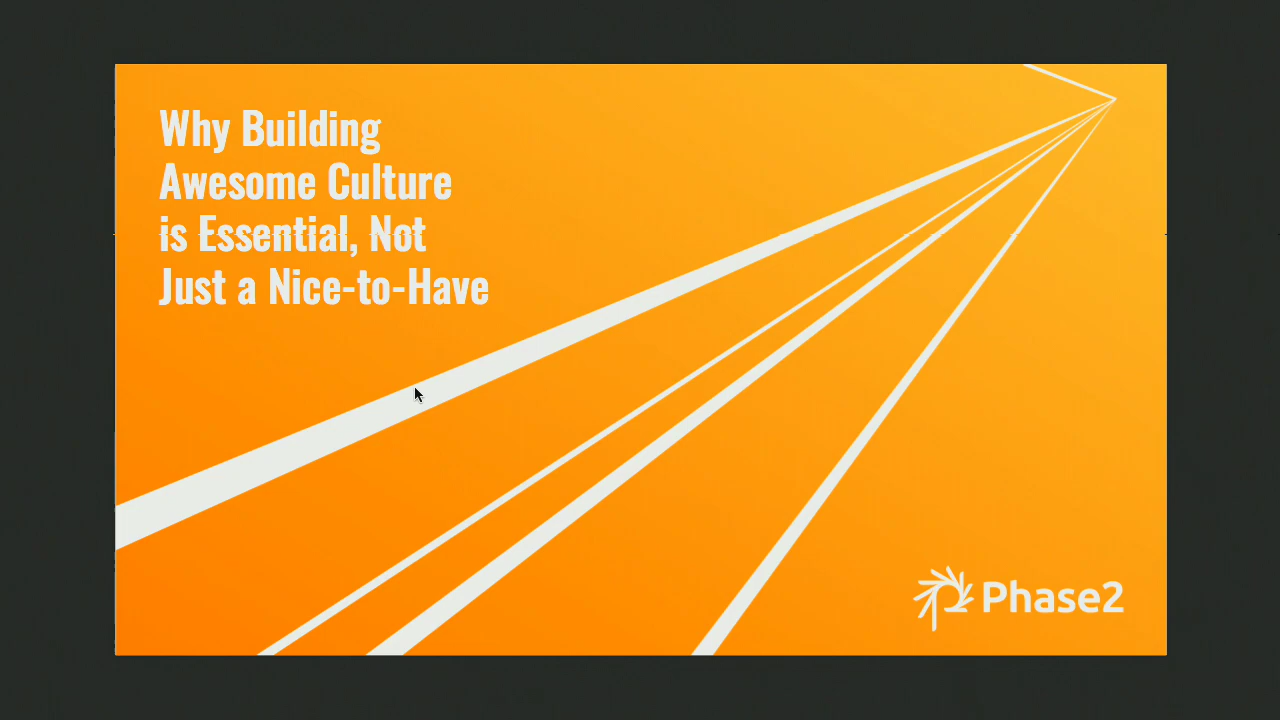 Why Building
Awesome Culture
is Essential, Not
Just a Nice-to-Have
Phase2